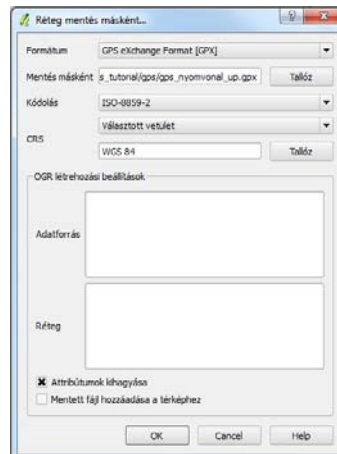 Réteg mentés másként...
Formátum GPS eXchange Format [GPX]
Mentés másként s_tutorial/gps/gps_nyomvonal_up.gpx Tallóz
Kódolás ISO-8859-2
Választott vetulet
CRS
WGS 84 Tallóz
OGR létrehozási beállítások
Adatforrás
Réteg
Attribútumok kihagyása
Mentett fájl hozzáadása a térképhez
OK Cancel Help